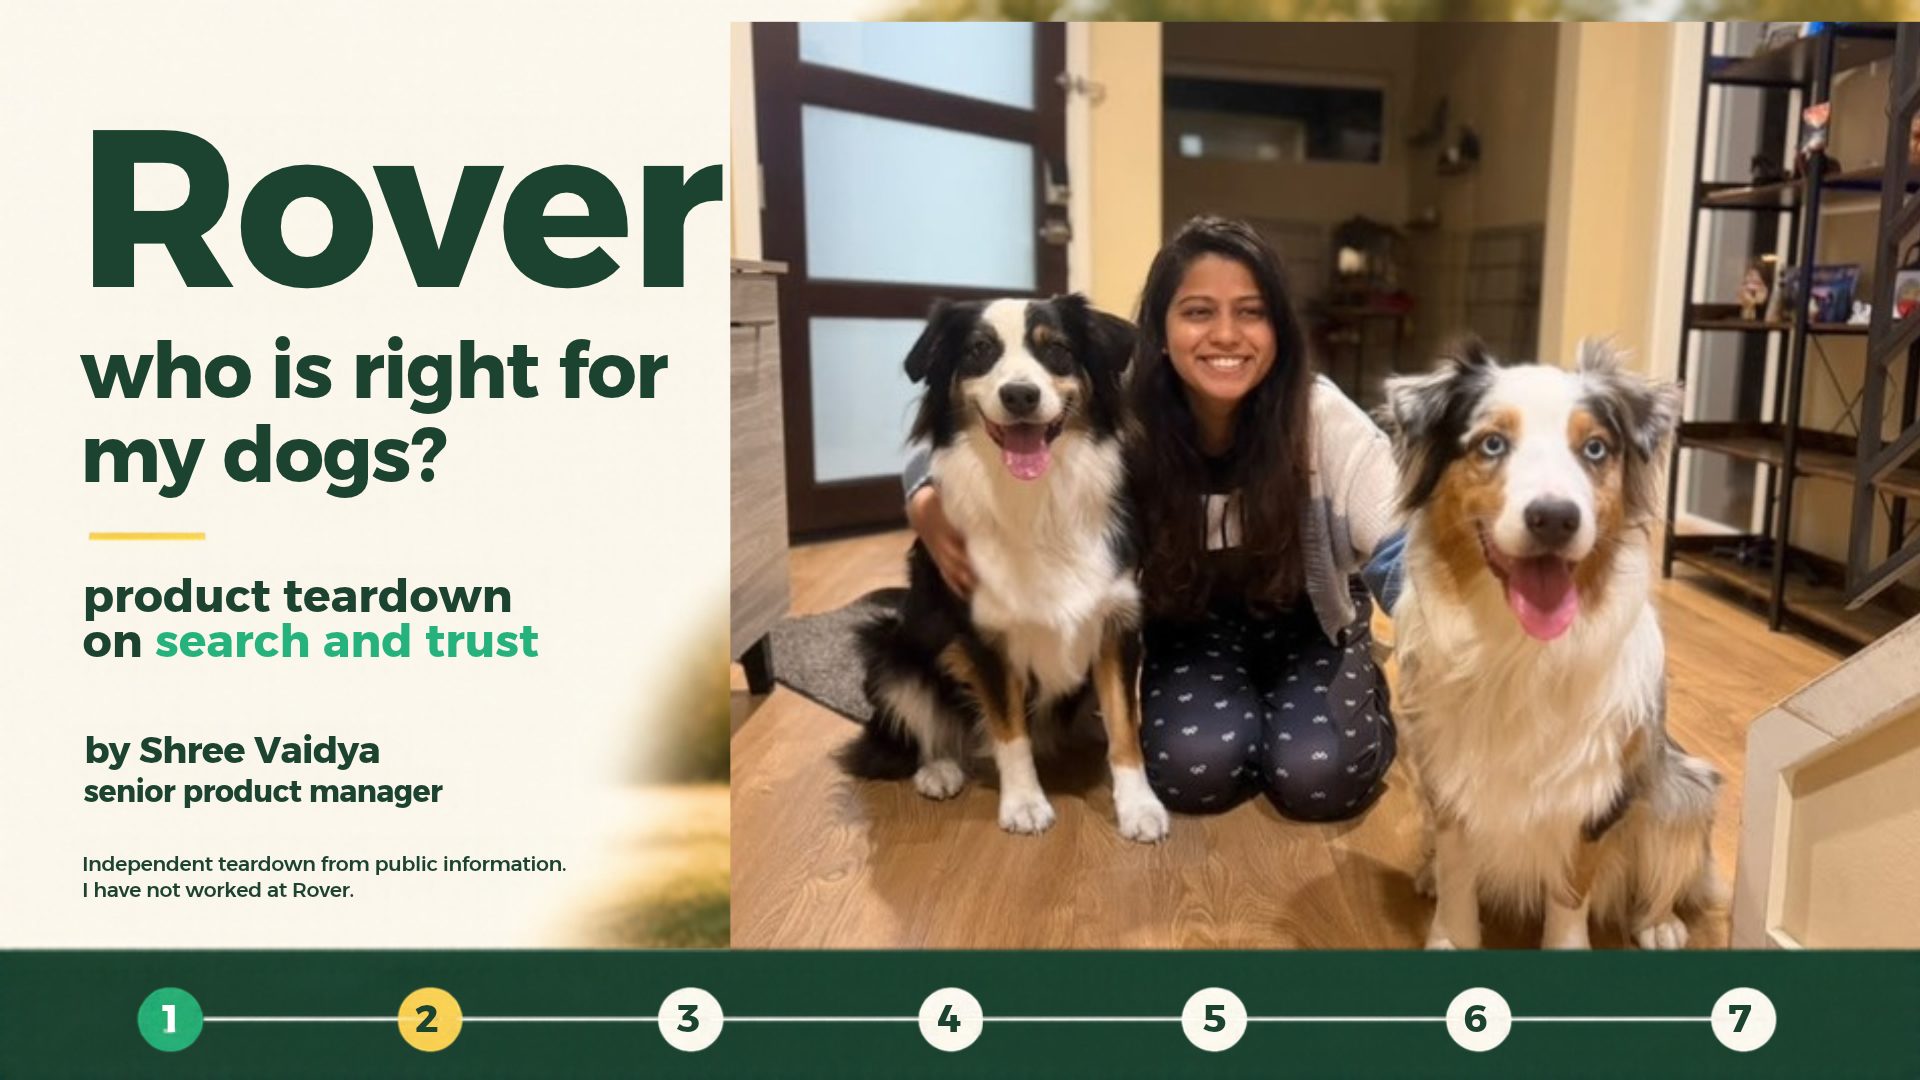 Rover
who is right for
my dogs?
product teardown
on search and trust
by Shree Vaidya
senior product manager
Independent teardown from public information.
I have not worked at Rover.
1 2 3 4 5 6 7